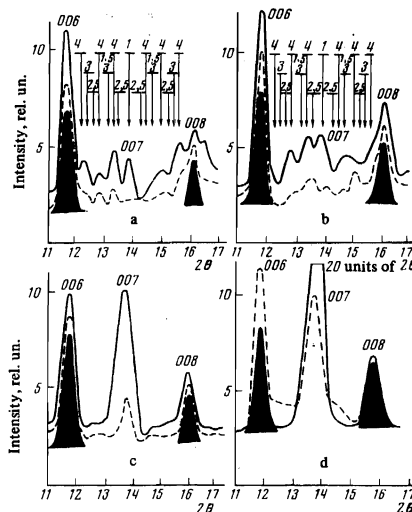 006
4 4 4 1 4 4 4
1,5 1,5
3 3 3
2,5 2,5 2,5 2,5
008
007
10
5
Intensity, rel. un.
a
11 12 13 14 15 16 17
2θ
006
4 4 4 1 4 4 4 4
1,5 1,5
3 3 3
2,5 2,5 2,5 2,5
008
007
10
5
b
11 12 13 14 15 16
20 units of
006
007
008
10
5
Intensity, rel. un.
c
11 12 13 14 15 16 17
2θ
006
007
008
10
5
d
11 12 13 14 15 16 17
2θ